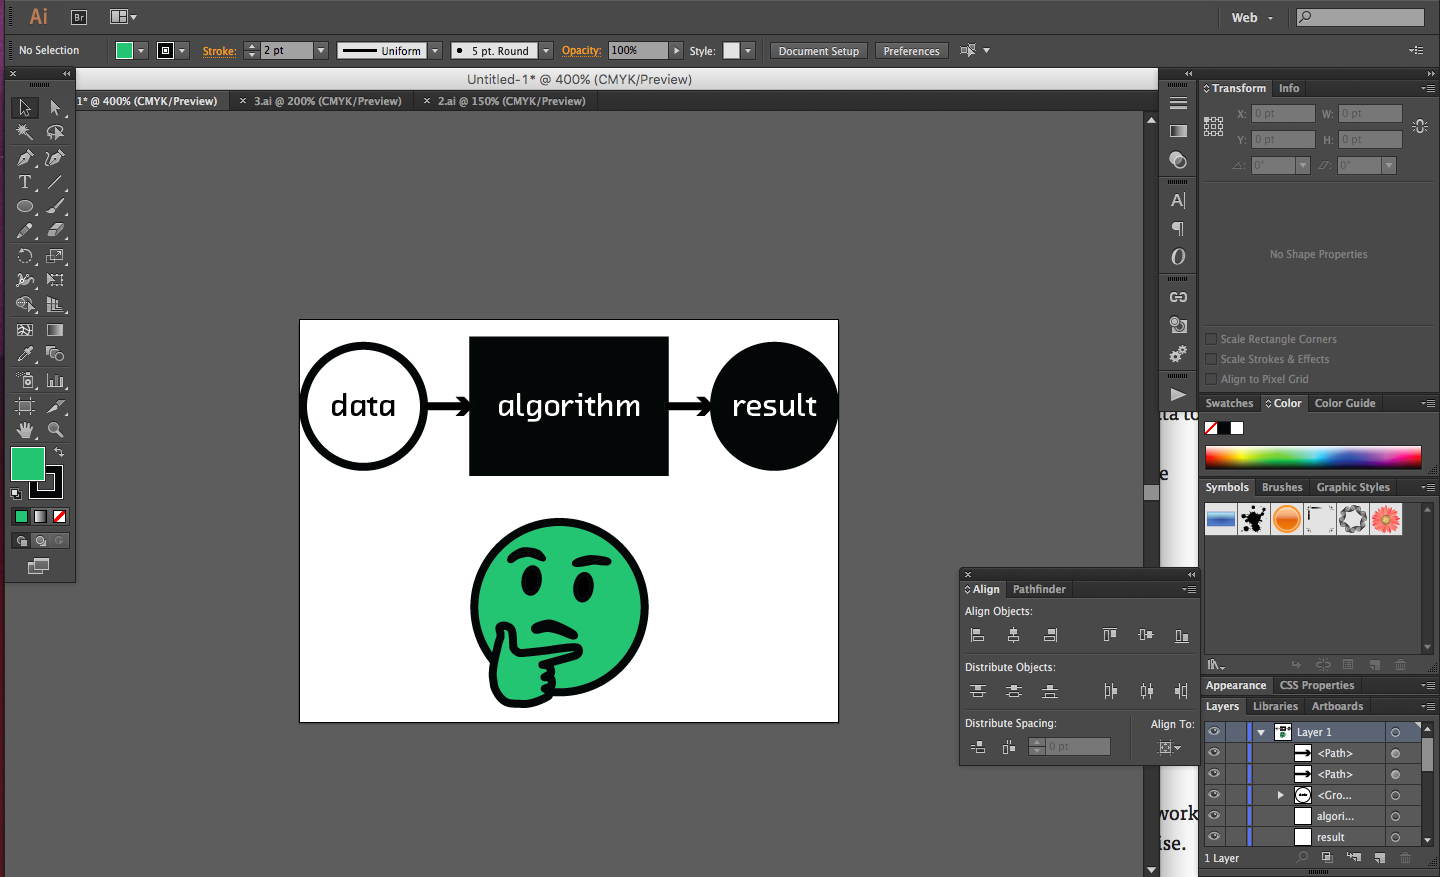 Ai
Br
Web
No Selection
Stroke:
2 pt
Uniform
5 pt. Round
Opacity:
100%
Style:
Document Setup
Preferences
Untitled-1* @ 400% (CMYK/Preview)
1* @ 400% (CMYK/Preview)
3.ai @ 200% (CMYK/Preview)
2.ai @ 150% (CMYK/Preview)
T
Transform
Info
X:
0 pt
W:
0 pt
Y:
0 pt
H:
0 pt
0°
0°
No Shape Properties
Scale Rectangle Corners
Scale Strokes & Effects
Align to Pixel Grid
Swatches
Color
Color Guide
Symbols
Brushes
Graphic Styles
data
algorithm
result
Align
Pathfinder
Align Objects:
Distribute Objects:
Distribute Spacing:
Align To:
0 pt
Appearance
CSS Properties
Layers
Libraries
Artboards
Layer 1
<Path>
<Path>
<Gro...
algori...
result
1 Layer
work
ise.